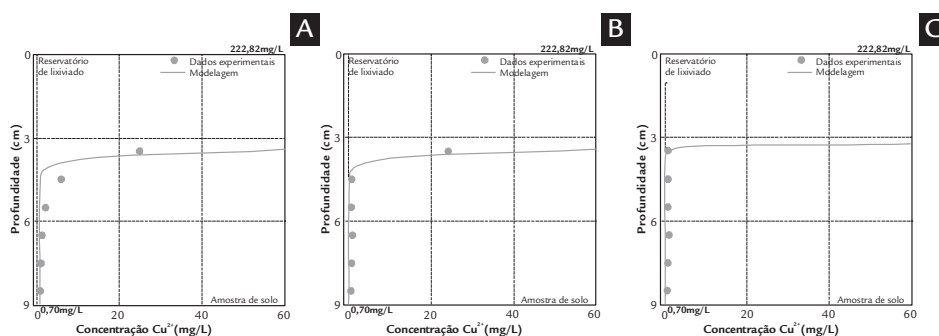 A
222,82mg/L
0
Reservatório
de lixiviado
Dados experimentais
Modelagem
3
Profundidade (cm)
6
Amostra de solo
9
0,70mg/L
20
40
60
Concentração Cu²⁺(mg/L)
B
222,82mg/L
0
Reservatório
de lixiviado
Dados experimentais
Modelagem
3
Profundidade (cm)
6
Amostra de solo
9
0,70mg/L
20
40
60
Concentração Cu²⁺(mg/L)
C
222,82mg/L
0
Reservatório
de lixiviado
Dados experimentais
Modelagem
3
Profundidade (cm)
6
Amostra de solo
9
0,70mg/L
20
40
60
Concentração Cu²⁺(mg/L)